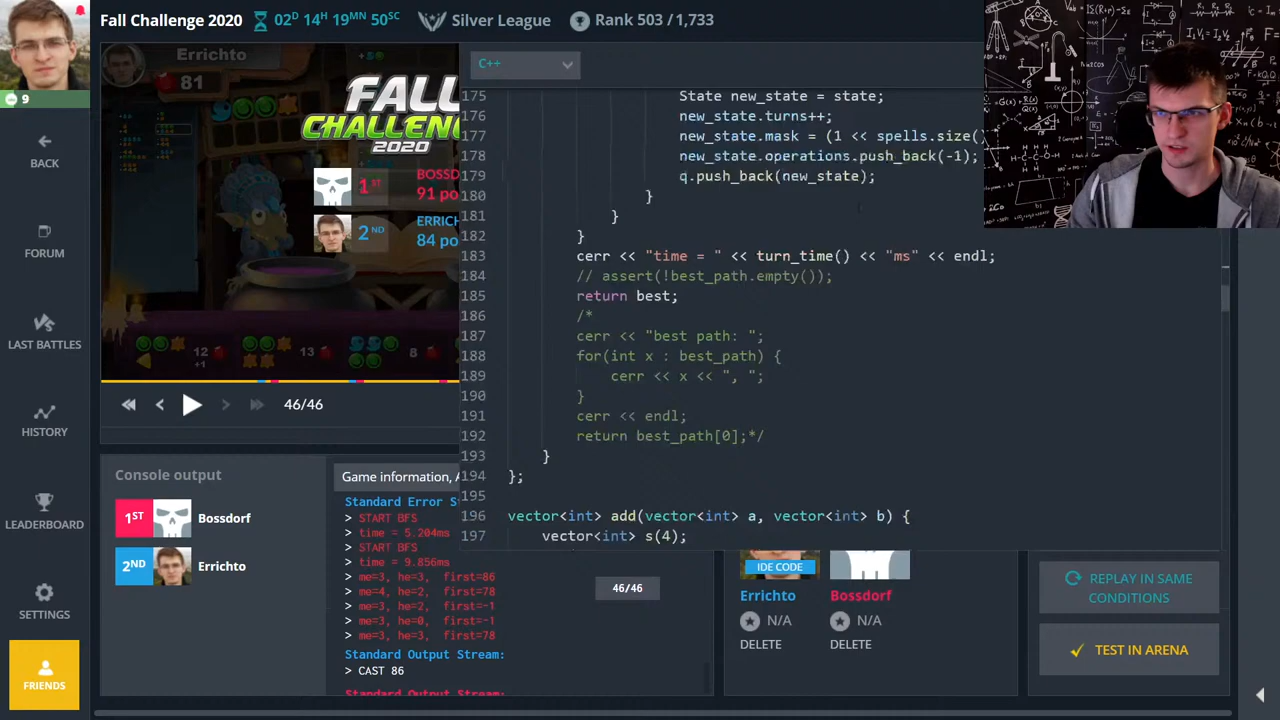 Fall Challenge 2020
02D 14H 19MN 50SC
Silver League
Rank 503 / 1,733
9
BACK
FORUM
LAST BATTLES
HISTORY
LEADERBOARD
SETTINGS
FRIENDS
Errichto
81
FALL
CHALLENGE
2020
1ST
BOSSD
91 po
2ND
ERRICH
84 po
12
+1
13
8
46/46
C++
175 State new_state = state;
176 new_state.turns++;
177 new_state.mask = (1 << spells.size()
178 new_state.operations.push_back(-1);
179 q.push_back(new_state);
180 }
181 }
182 }
183 cerr << "time = " << turn_time() << "ms" << endl;
184 // assert(!best_path.empty());
185 return best;
186 /*
187 cerr << "best path: ";
188 for(int x : best_path) {
189 cerr << x << ", ";
190 }
191 cerr << endl;
192 return best_path[0];*/
193 }
194 };
195
196 vector<int> add(vector<int> a, vector<int> b) {
197 vector<int> s(4);
Console output
1ST Bossdorf
2ND Errichto
Game information, A
Standard Error S
> START BFS
> time = 5.204ms
> START BFS
> time = 9.856ms
> me=3, he=3, first=86
> me=4, he=2, first=78
> me=3, he=2, first=-1
> me=3, he=0, first=-1
> me=3, he=3, first=78
Standard Output Stream:
> CAST 86
46/46
IDE CODE
Errichto
N/A
DELETE
Bossdorf
N/A
DELETE
REPLAY IN SAME
CONDITIONS
TEST IN ARENA